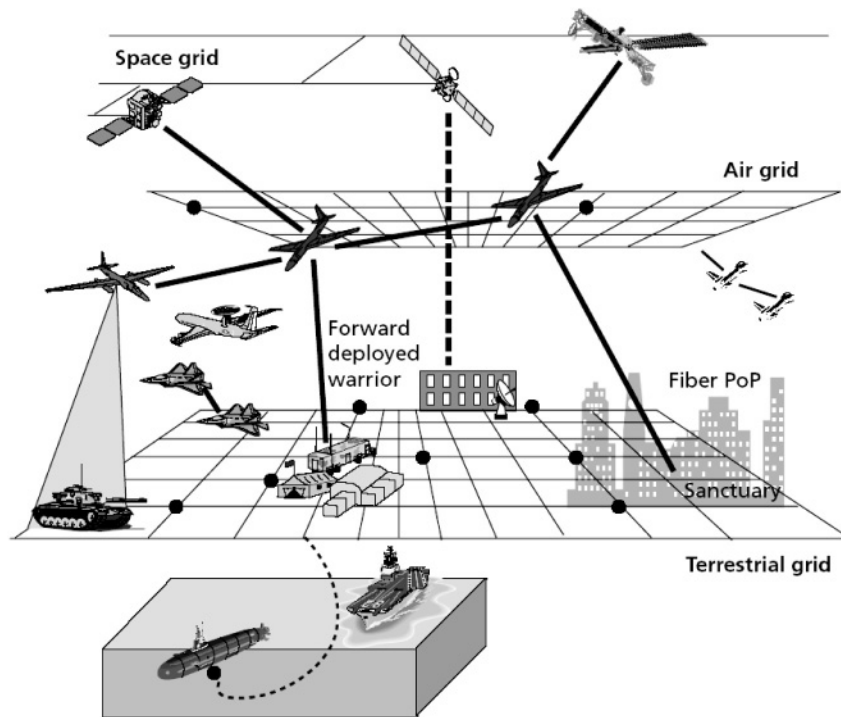 Space grid
Air grid
Forward
deployed
warrior
Fiber PoP
Sanctuary
Terrestrial grid